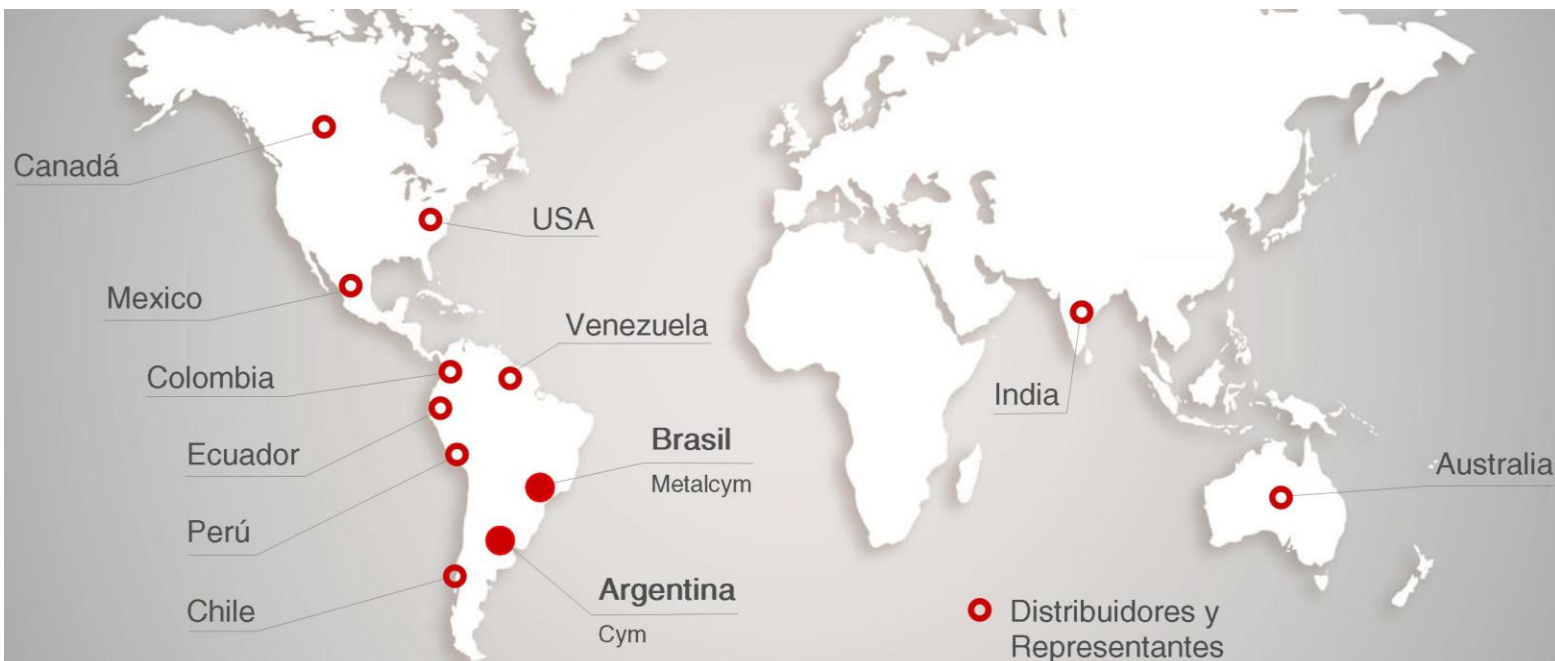 Canadá
USA
Mexico
Venezuela
Colombia
India
Ecuador
Brasil
Metalcym
Australia
Perú
Argentina
Cym
Chile
Distribuidores y
Representantes